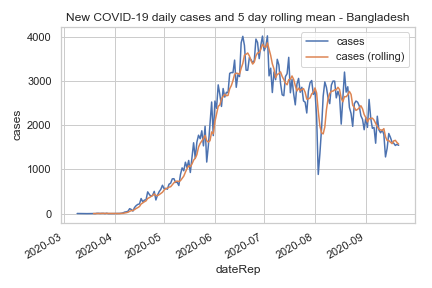 New COVID-19 daily cases and 5 day rolling mean - Bangladesh
cases
cases (rolling)
4000
3000
2000
1000
0
cases
2020-03
2020-04
2020-05
2020-06
2020-07
2020-08
2020-09
dateRep